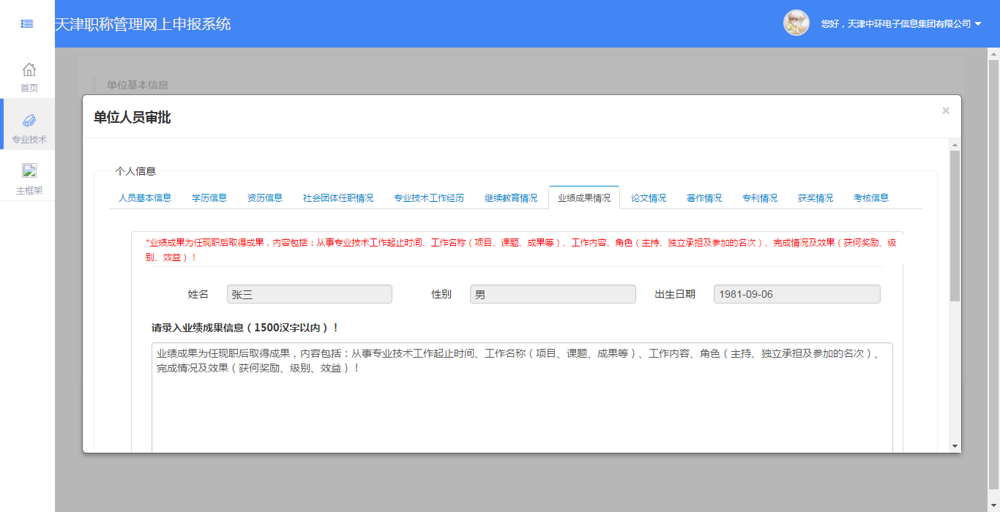 天津职称管理网上申报系统
您好，天津中环电子信息集团有限公司
首页
专业技术
主框架
单位基本信息
单位人员审批
×
个人信息
人员基本信息 学历信息 资历信息 社会团体任职情况 专业技术工作经历 继续教育情况 业绩成果情况 论文情况 著作情况 专利情况 获奖情况 考核信息
*业绩成果为任现职后取得成果，内容包括：从事专业技术工作起止时间、工作名称（项目、课题、成果等）、工作内容、角色（主持、独立承担及参加的名次）、完成情况及效果（获何奖励、级
别、效益）！
姓名 张三 性别 男 出生日期 1981-09-06
请录入业绩成果信息（1500汉字以内）！
业绩成果为任现职后取得成果，内容包括：从事专业技术工作起止时间、工作名称（项目、课题、成果等）、工作内容、角色（主持、独立承担及参加的名次）、
完成情况及效果（获何奖励、级别、效益）！